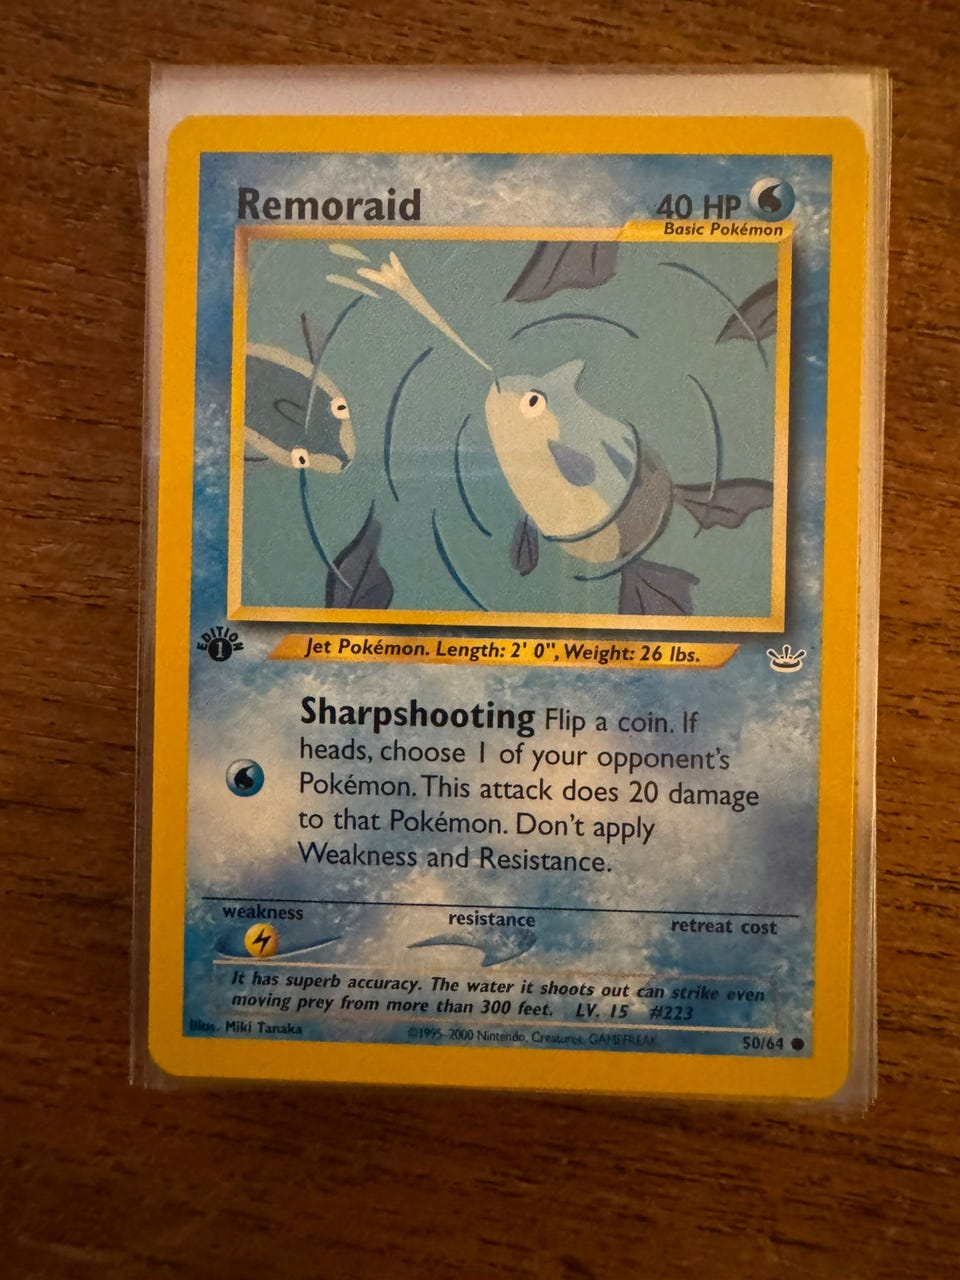 Remoraid
40 HP
Basic Pokémon
EDITION
1
Jet Pokémon. Length: 2' 0", Weight: 26 lbs.
Sharpshooting Flip a coin. If
heads, choose 1 of your opponent's
Pokémon. This attack does 20 damage
to that Pokémon. Don't apply
Weakness and Resistance.
weakness
resistance
retreat cost
It has superb accuracy. The water it shoots out can strike even
moving prey from more than 300 feet. LV. 15 #223
Illus. Miki Tanaka
©1995-2000 Nintendo, Creatures, GAMEFREAK
50/64